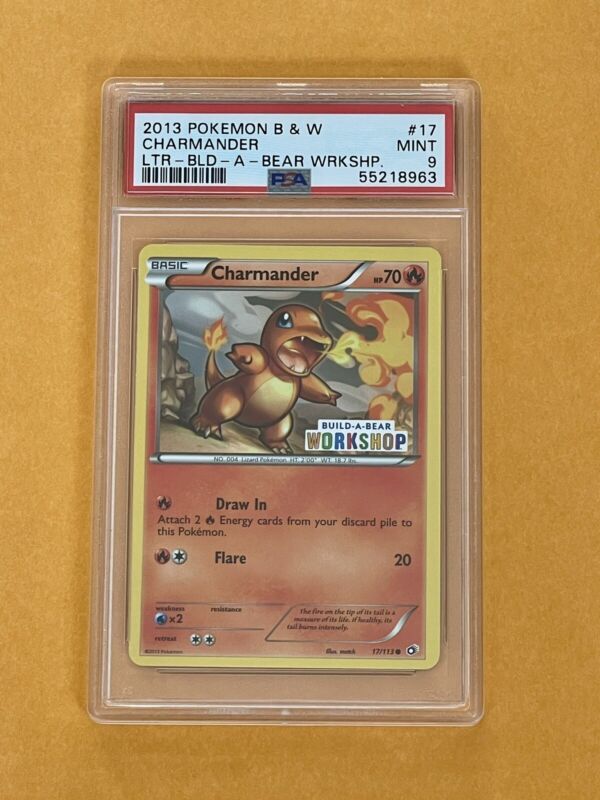 2013 POKEMON B & W #17
CHARMANDER MINT
LTR-BLD-A-BEAR WRKSHP. 9
PSA 55218963
BASIC Charmander HP70
BUILD-A-BEAR
WORKSHOP
NO. 004 Lizard Pokémon HT. 2'00" WT. 18.7 lbs.
Draw In
Attach 2 Energy cards from your discard pile to
this Pokémon.
Flare 20
weakness resistance
×2
retreat
The fire on the tip of its tail is a
measure of its life. If healthy, its
tail burns intensely.
©2013 Pokémon Illus. match 17/113